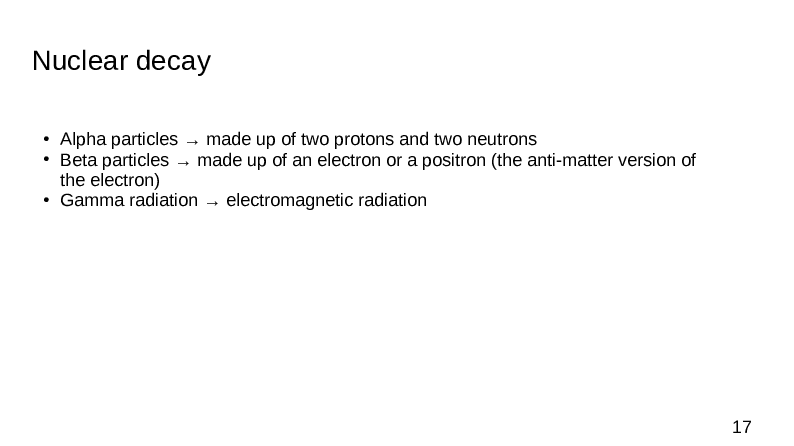 Nuclear decay
• Alpha particles → made up of two protons and two neutrons
• Beta particles → made up of an electron or a positron (the anti-matter version of
the electron)
• Gamma radiation → electromagnetic radiation
17